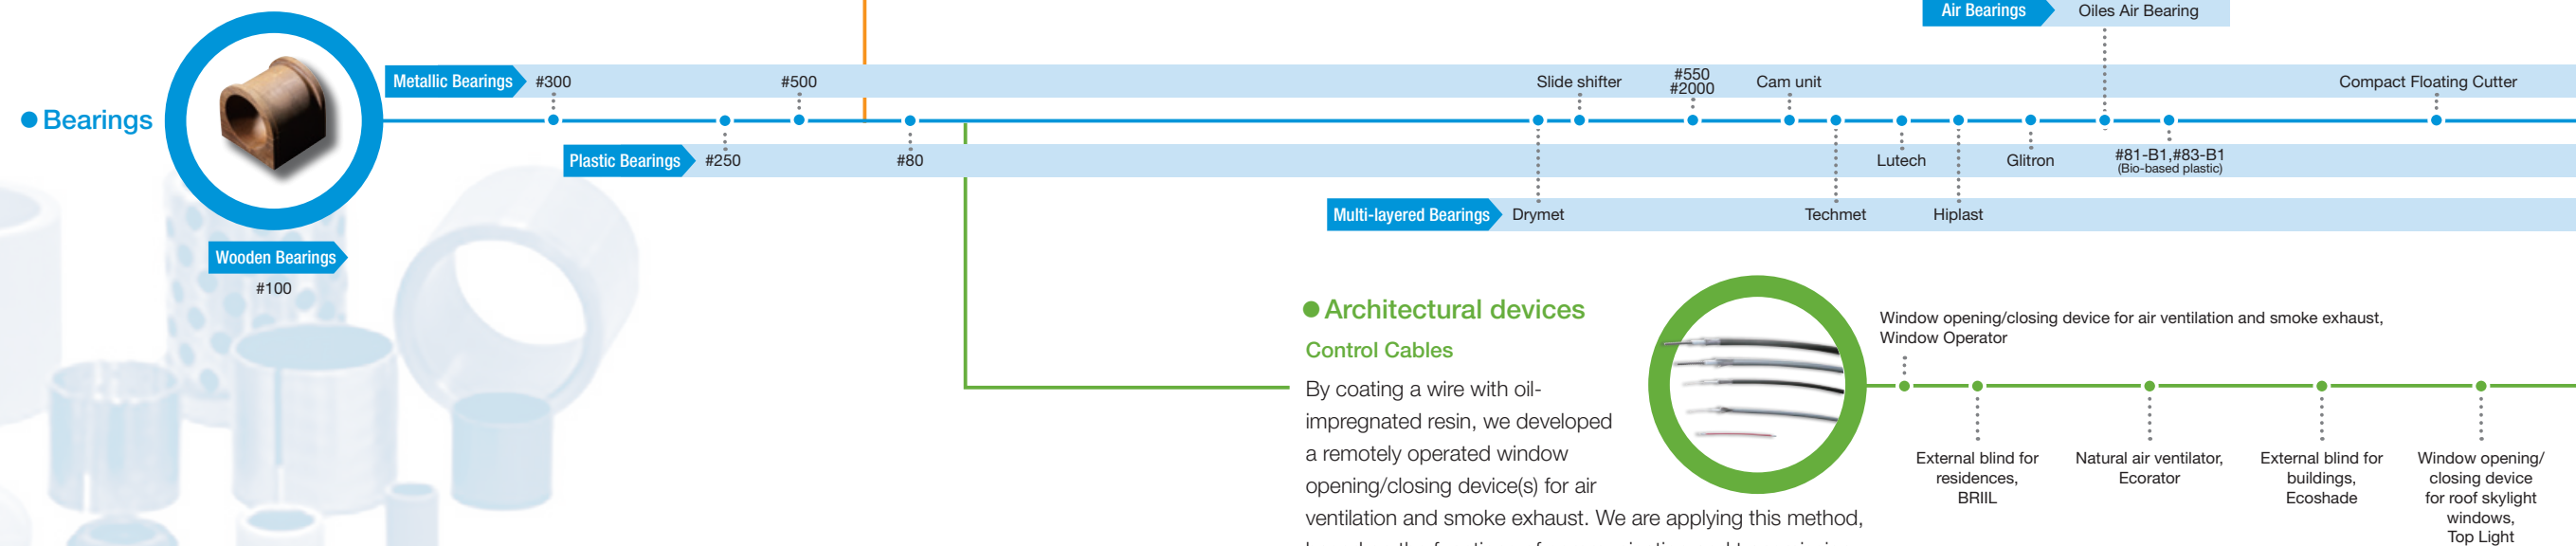 Air Bearings
Oiles Air Bearing
Bearings
Metallic Bearings
#300
#500
Slide shifter
#550
#2000
Cam unit
Compact Floating Cutter
Plastic Bearings
#250
#80
Lutech
Glitron
#81-B1,#83-B1
(Bio-based plastic)
Multi-layered Bearings
Drymet
Techmet
Hiplast
Wooden Bearings
#100
Architectural devices
Control Cables
By coating a wire with oil-
impregnated resin, we developed
a remotely operated window
opening/closing device(s) for air
ventilation and smoke exhaust. We are applying this method,
Window opening/closing device for air ventilation and smoke exhaust,
Window Operator
External blind for
residences,
BRIIL
Natural air ventilator,
Ecorator
External blind for
buildings,
Ecoshade
Window opening/
closing device
for roof skylight
windows,
Top Light